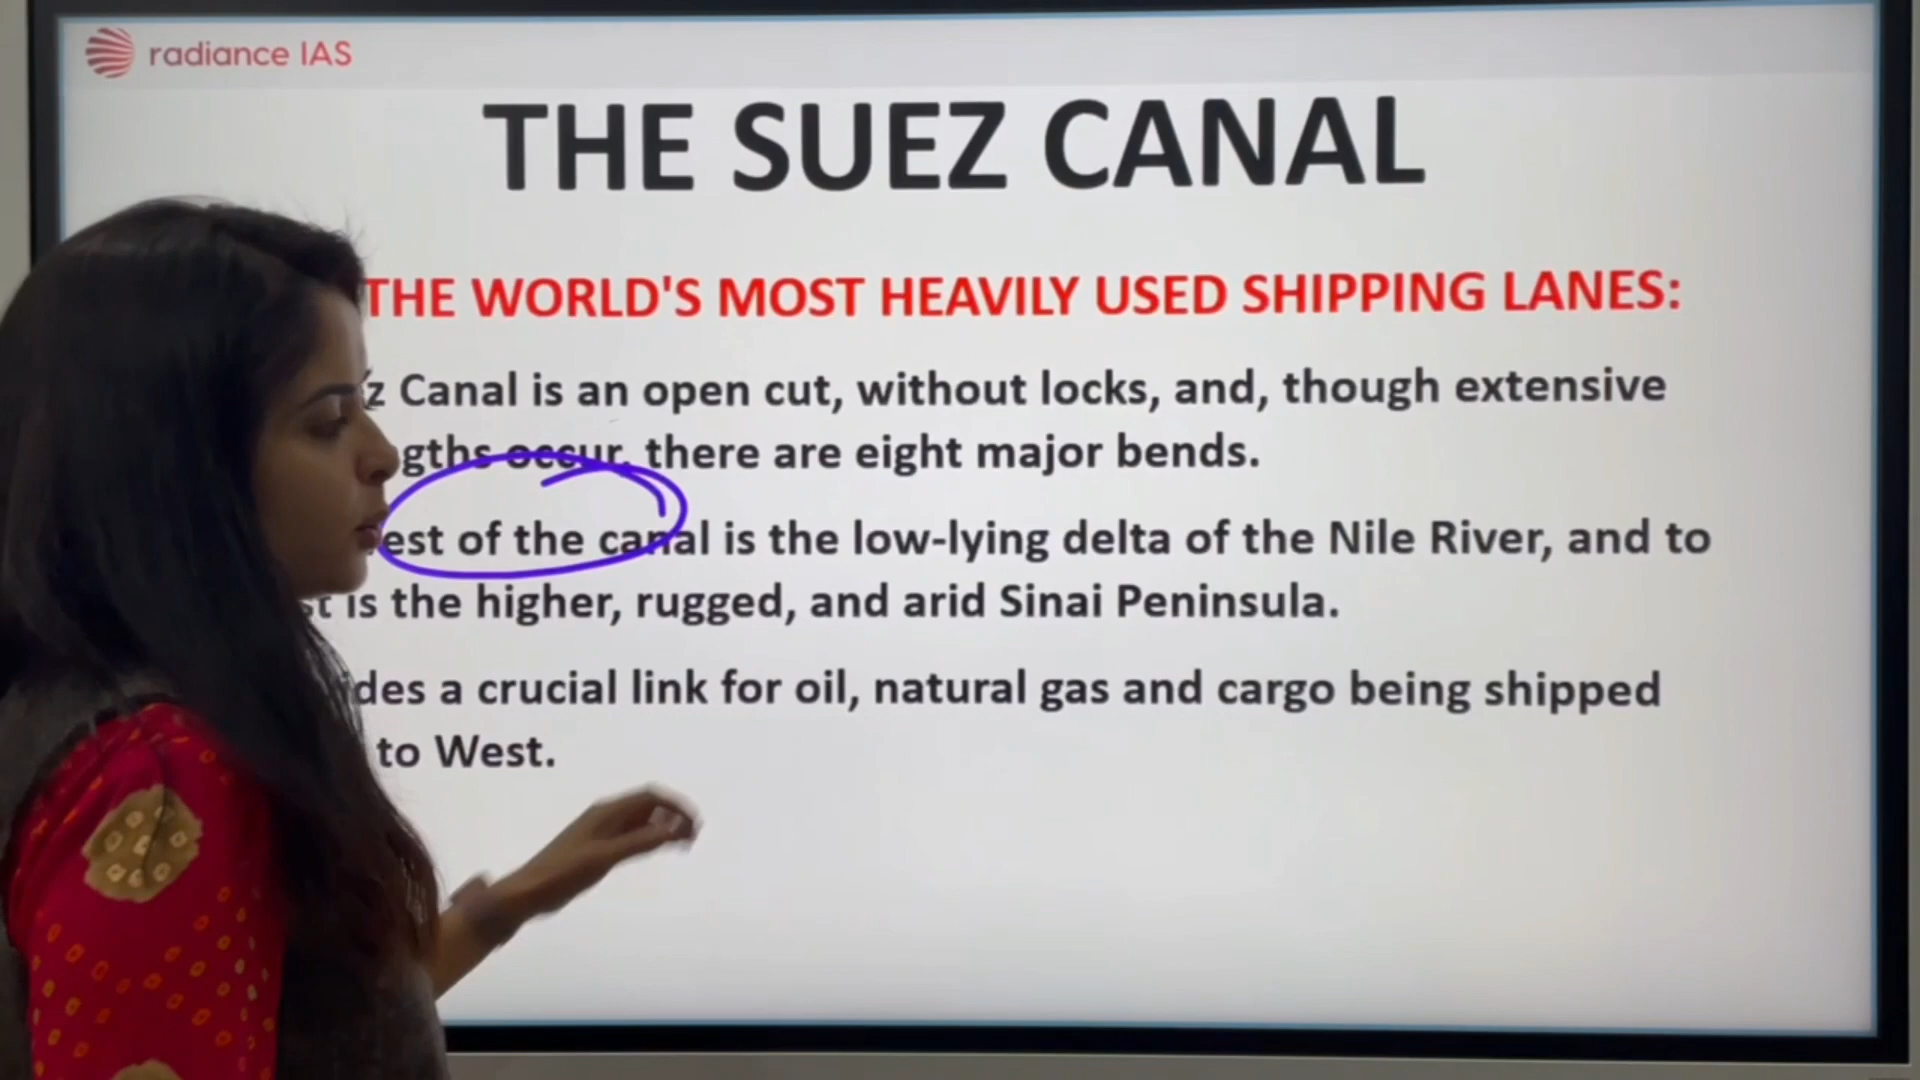 radiance IAS
THE SUEZ CANAL
THE WORLD'S MOST HEAVILY USED SHIPPING LANES:
Canal is an open cut, without locks, and, though extensive
occur, there are eight major bends.
of the canal is the low-lying delta of the Nile River, and to
is the higher, rugged, and arid Sinai Peninsula.
a crucial link for oil, natural gas and cargo being shipped
to West.